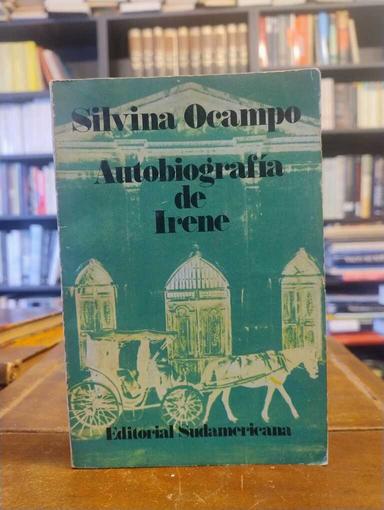 Silvina Ocampo
Autobiografía
de
Irene
Editorial Sudamericana